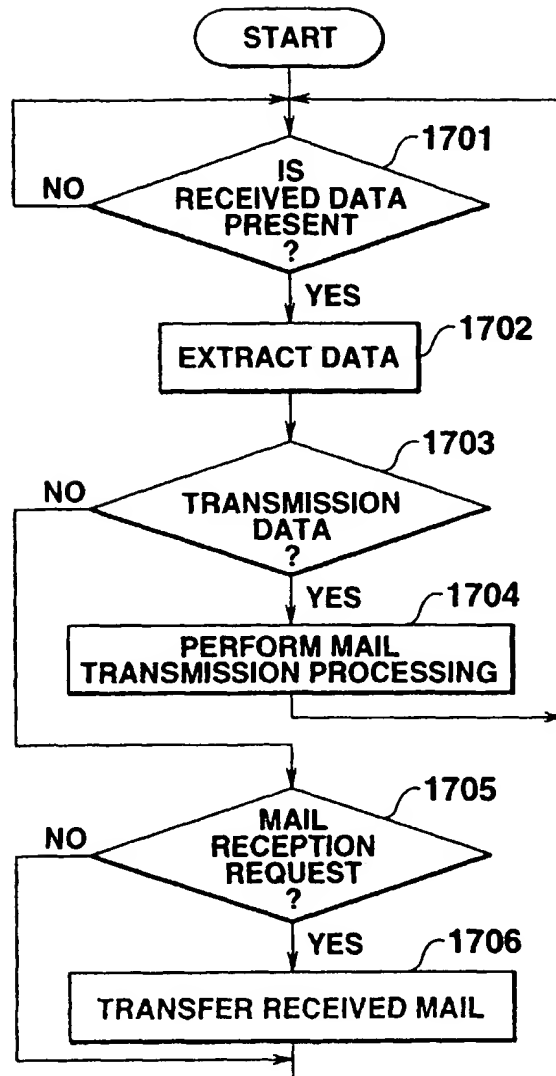 START
1701
IS
RECEIVED DATA
PRESENT
?
NO
YES
1702
EXTRACT DATA
1703
NO
TRANSMISSION
DATA
?
YES
1704
PERFORM MAIL
TRANSMISSION PROCESSING
1705
NO
MAIL
RECEPTION
REQUEST
?
YES
1706
TRANSFER RECEIVED MAIL